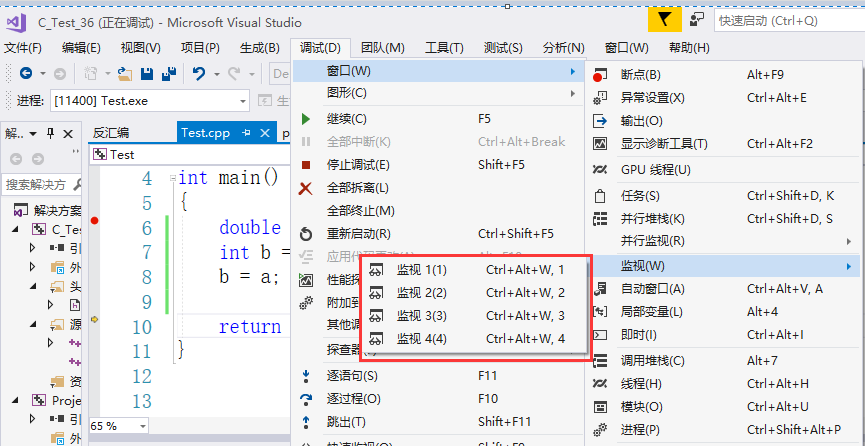 C_Test_36 (正在调试) - Microsoft Visual Studio
快速启动 (Ctrl+Q)
文件(F) 编辑(E) 视图(V) 项目(P) 生成(B) 调试(D) 团队(M) 工具(T) 测试(S) 分析(N) 窗口(W) 帮助(H)
进程: [11400] Test.exe
解..
反汇编
Test.cpp
Test
搜索解决方
解决方案
C_Te
引
外
头
源
资
Proje
引
外
4 int main()
5 {
6 double
7 int b =
8 b = a;
9
10 return
11 }
12
13
65 %
窗口(W)
图形(C)
继续(C) F5
全部中断(K) Ctrl+Alt+Break
停止调试(E) Shift+F5
全部拆离(L)
全部终止(M)
重新启动(R) Ctrl+Shift+F5
性能探
附加到
其他调
逐语句(S) F11
逐过程(O) F10
跳出(T) Shift+F11
监视 1(1) Ctrl+Alt+W, 1
监视 2(2) Ctrl+Alt+W, 2
监视 3(3) Ctrl+Alt+W, 3
监视 4(4) Ctrl+Alt+W, 4
断点(B) Alt+F9
异常设置(X) Ctrl+Alt+E
输出(O)
显示诊断工具(T) Ctrl+Alt+F2
GPU 线程(U)
任务(S) Ctrl+Shift+D, K
并行堆栈(K) Ctrl+Shift+D, S
并行监视(R)
监视(W)
自动窗口(A) Ctrl+Alt+V, A
局部变量(L) Alt+4
即时(I) Ctrl+Alt+I
调用堆栈(C) Alt+7
线程(H) Ctrl+Alt+H
模块(O) Ctrl+Alt+U
进程(P) Ctrl+Shift+Alt+P